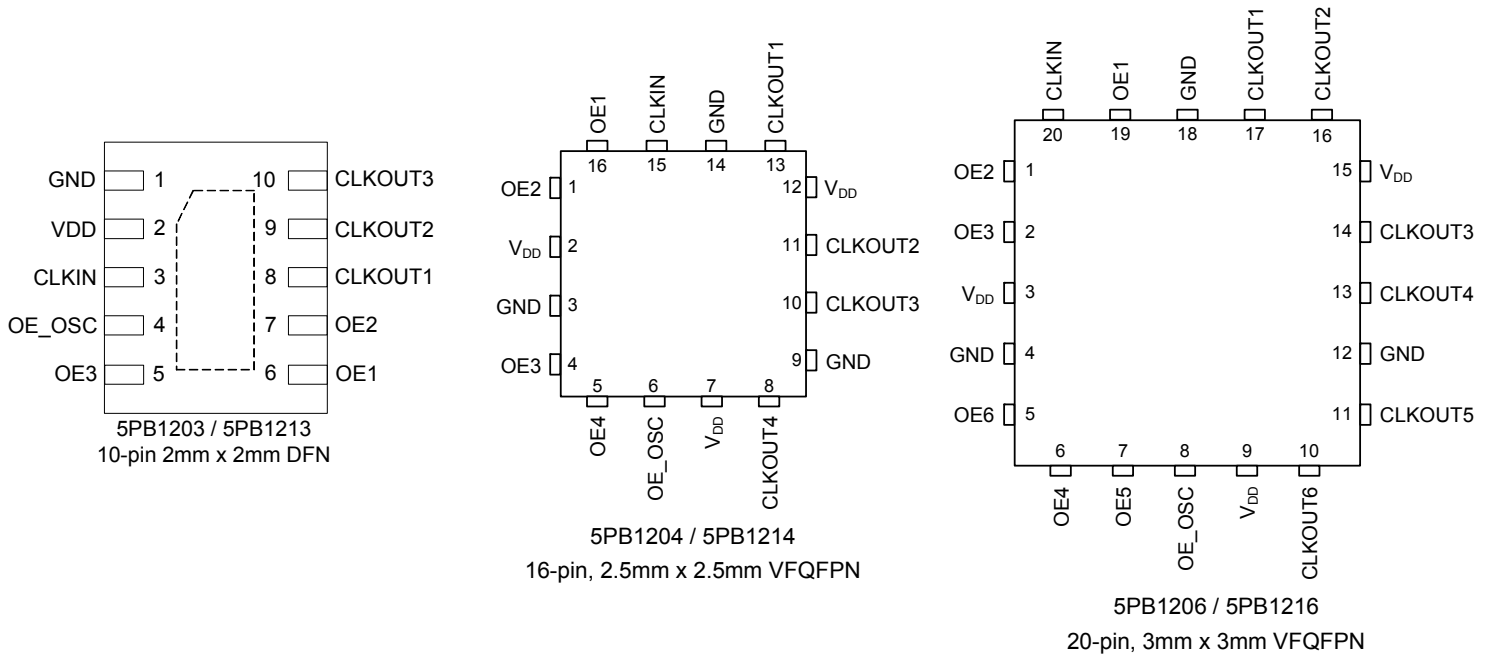 GND 1 10 CLKOUT3
VDD 2 9 CLKOUT2
CLKIN 3 8 CLKOUT1
OE_OSC 4 7 OE2
OE3 5 6 OE1
5PB1203 / 5PB1213
10-pin 2mm x 2mm DFN
OE1
CLKIN
GND
CLKOUT1
16 15 14 13
OE2 1 12 VDD
VDD 2 11 CLKOUT2
GND 3 10 CLKOUT3
OE3 4 9 GND
5 6 7 8
OE4
OE_OSC
VDD
CLKOUT4
5PB1204 / 5PB1214
16-pin, 2.5mm x 2.5mm VFQFPN
CLKIN
OE1
GND
CLKOUT1
CLKOUT2
20 19 18 17 16
OE2 1 15 VDD
OE3 2 14 CLKOUT3
VDD 3 13 CLKOUT4
GND 4 12 GND
OE6 5 11 CLKOUT5
6 7 8 9 10
OE4
OE5
OE_OSC
VDD
CLKOUT6
5PB1206 / 5PB1216
20-pin, 3mm x 3mm VFQFPN